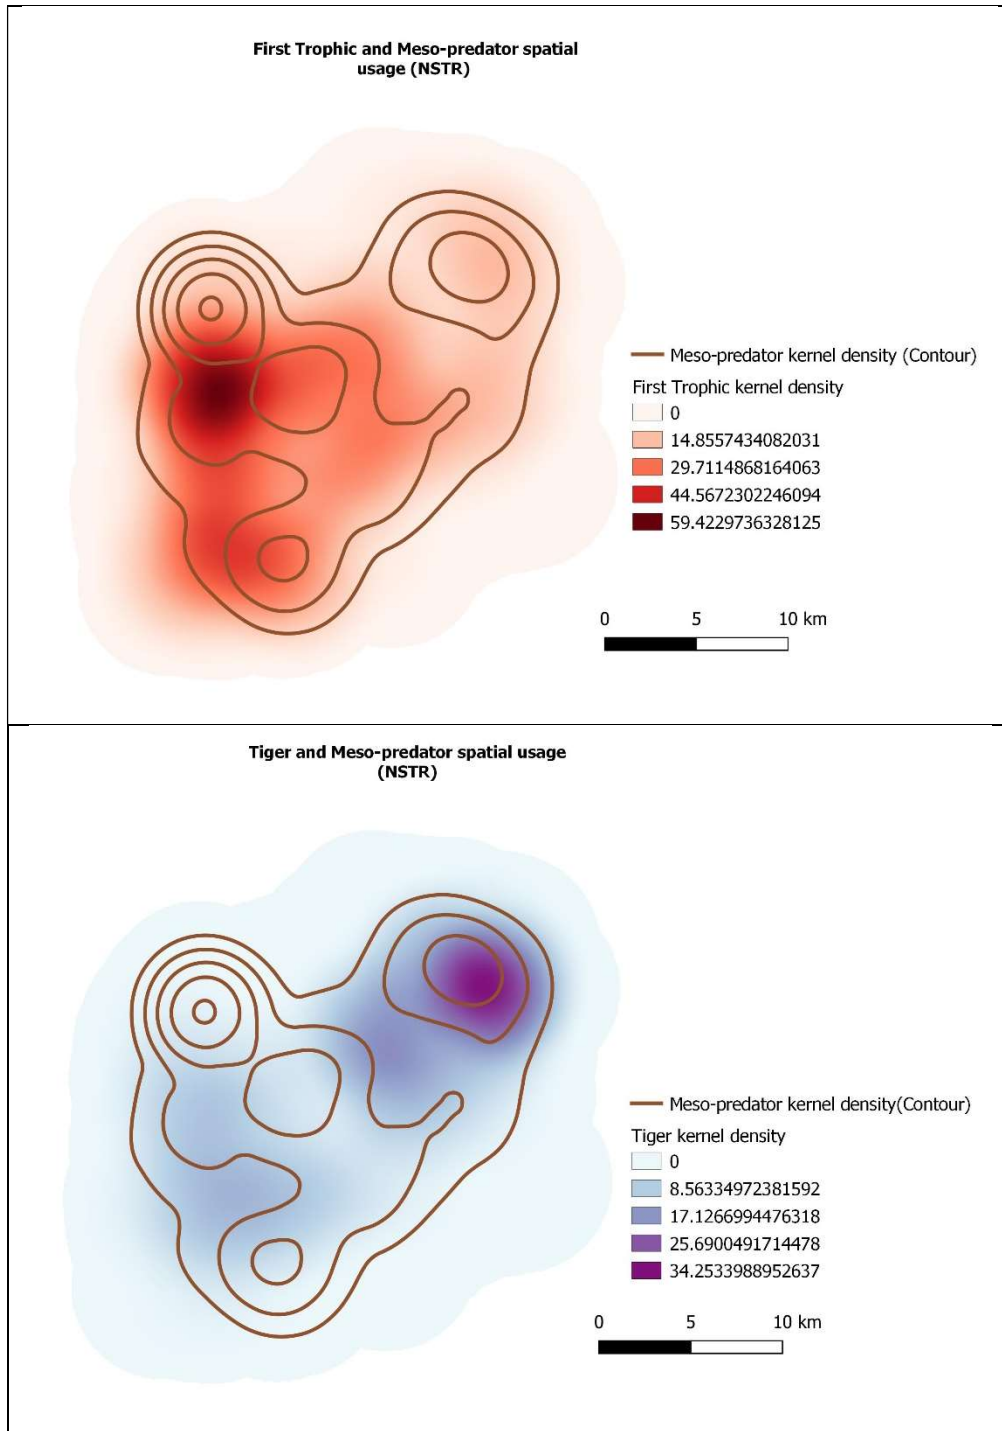 First Trophic and Meso-predator spatial
usage (NSTR)
Meso-predator kernel density (Contour)
First Trophic kernel density
0
14.8557434082031
29.7114868164063
44.5672302246094
59.4229736328125
0 5 10 km
Tiger and Meso-predator spatial usage
(NSTR)
Meso-predator kernel density(Contour)
Tiger kernel density
0
8.56334972381592
17.1266994476318
25.6900491714478
34.2533988952637
0 5 10 km